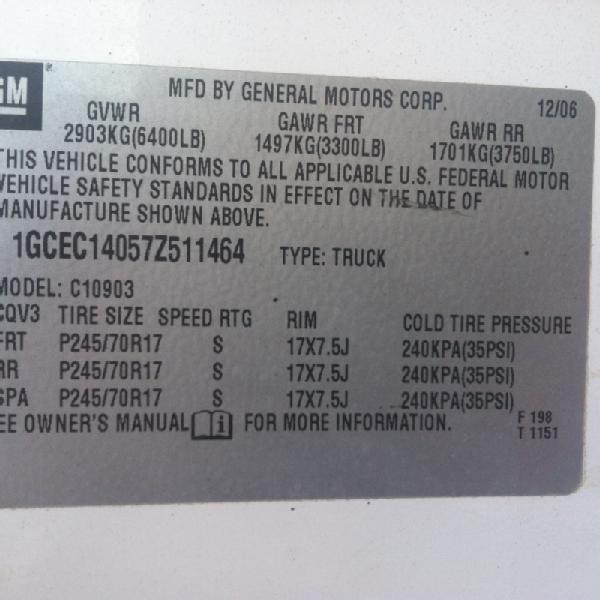 GM
MFD BY GENERAL MOTORS CORP. 12/06
GVWR GAWR FRT GAWR RR
2903KG(6400LB) 1497KG(3300LB) 1701KG(3750LB)
THIS VEHICLE CONFORMS TO ALL APPLICABLE U.S. FEDERAL MOTOR
VEHICLE SAFETY STANDARDS IN EFFECT ON THE DATE OF
MANUFACTURE SHOWN ABOVE.
1GCEC14057Z511464 TYPE: TRUCK
MODEL: C10903
CQV3 TIRE SIZE SPEED RTG RIM COLD TIRE PRESSURE
FRT P245/70R17 S 17X7.5J 240KPA(35PSI)
RR P245/70R17 S 17X7.5J 240KPA(35PSI)
SPA P245/70R17 S 17X7.5J 240KPA(35PSI)
SEE OWNER'S MANUAL i FOR MORE INFORMATION.
F 198
T 1151